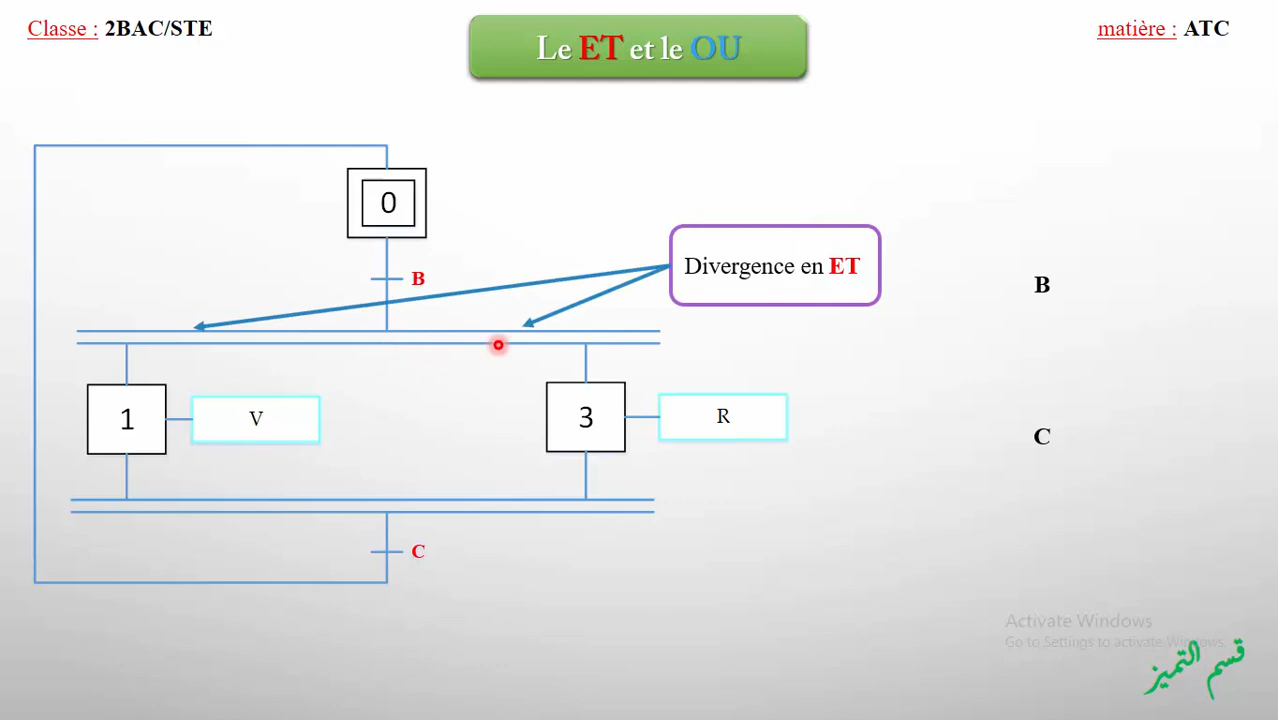 Classe : 2BAC/STE
Le ET et le OU
matière : ATC
0
B
Divergence en ET
B
1
V
3
R
C
C
Activate Windows
Go to Settings to activate Windows.
قسم التميز